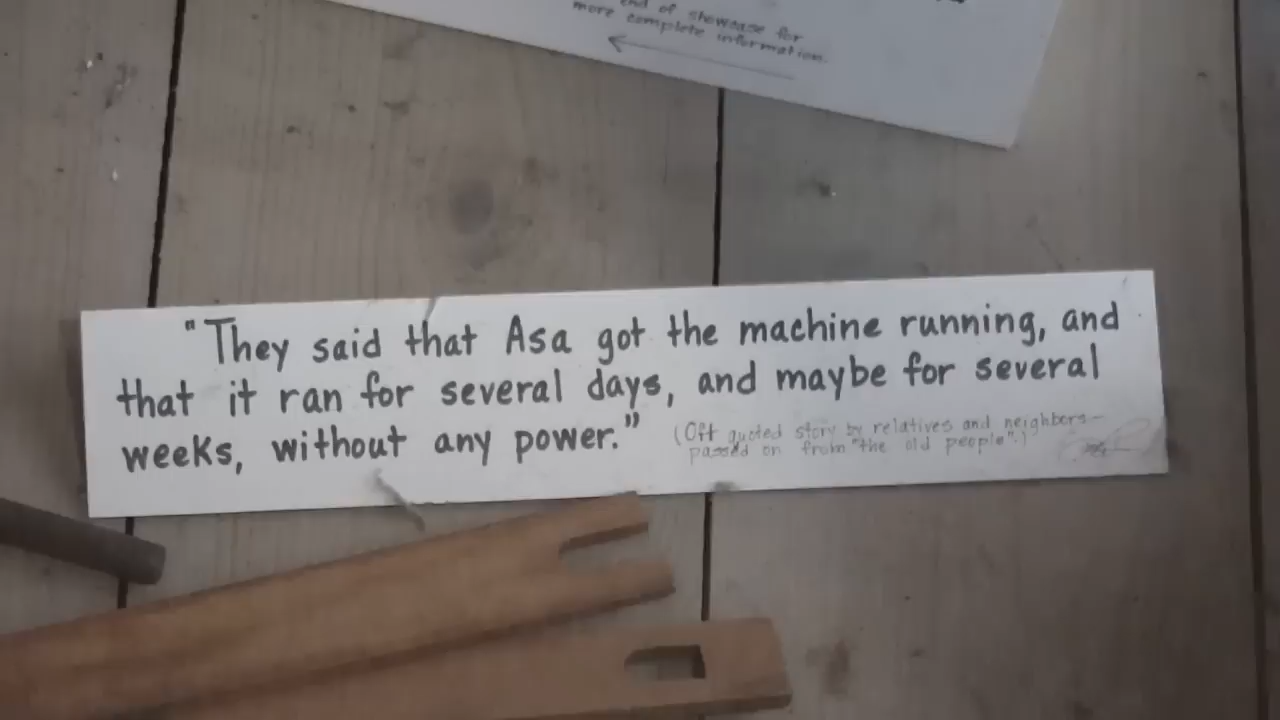 end of showcase for
more complete information.
"They said that Asa got the machine running, and
that it ran for several days, and maybe for several
weeks, without any power."
(Oft quoted story by relatives and neighbors—
passed on from "the old people".)